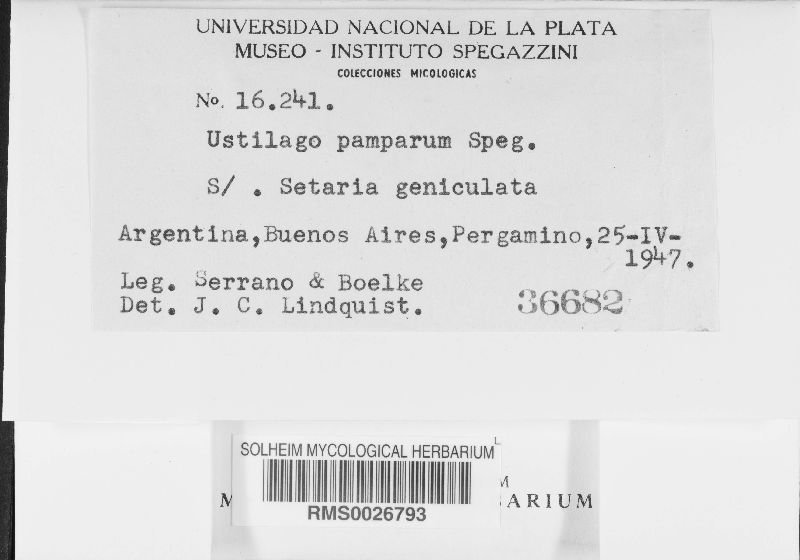 UNIVERSIDAD NACIONAL DE LA PLATA
MUSEO - INSTITUTO SPEGAZZINI
COLECCIONES MICOLOGICAS
No. 16.241.
Ustilago pamparum Speg.
S/ . Setaria geniculata
Argentina,Buenos Aires,Pergamino,25-IV-
1947.
Leg. Serrano & Boelke
Det. J. C. Lindquist.
36682
SOLHEIM MYCOLOGICAL HERBARIUM
RMS0026793